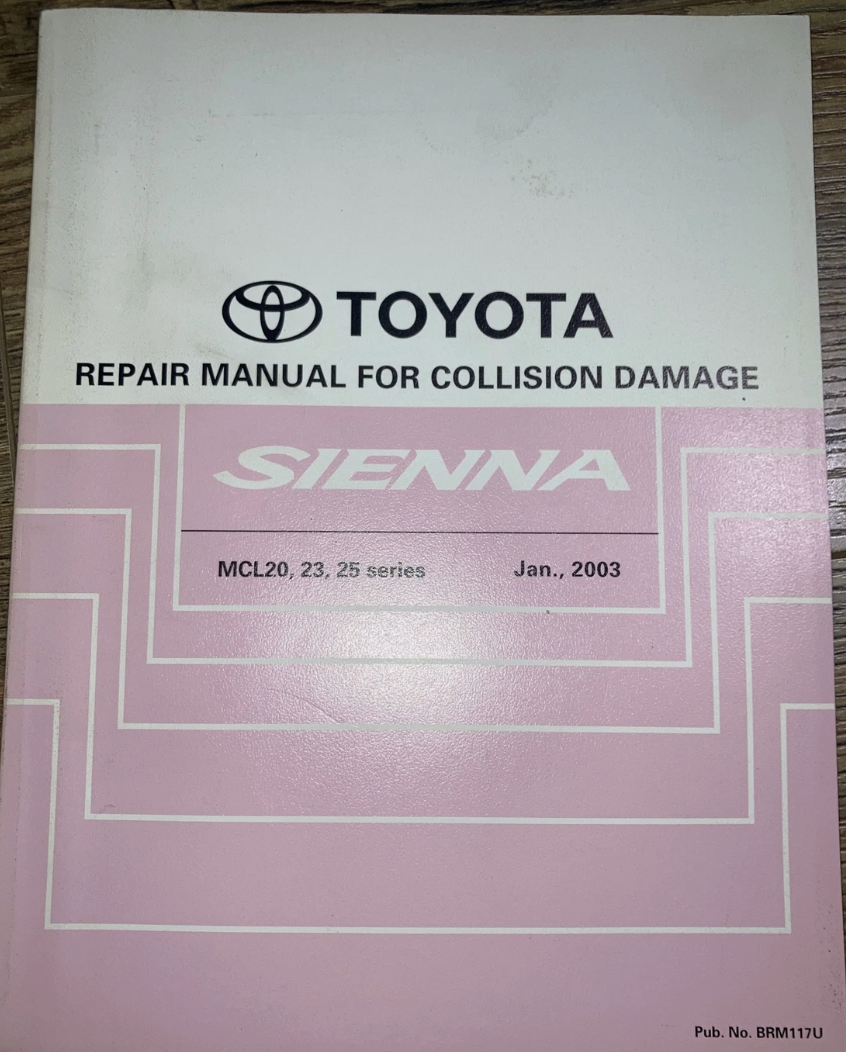 TOYOTA
REPAIR MANUAL FOR COLLISION DAMAGE
SIENNA
MCL20, 23, 25 series Jan., 2003
Pub. No. BRM117U